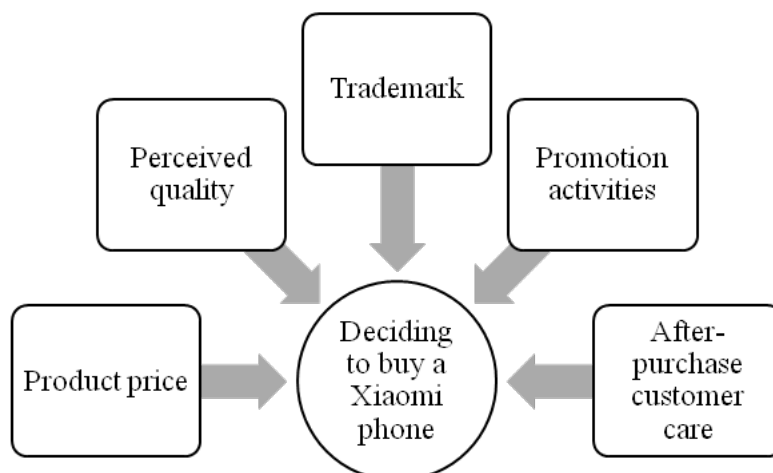 Trademark
Perceived
quality
Promotion
activities
Product price
Deciding
to buy a
Xiaomi
phone
After-
purchase
customer
care